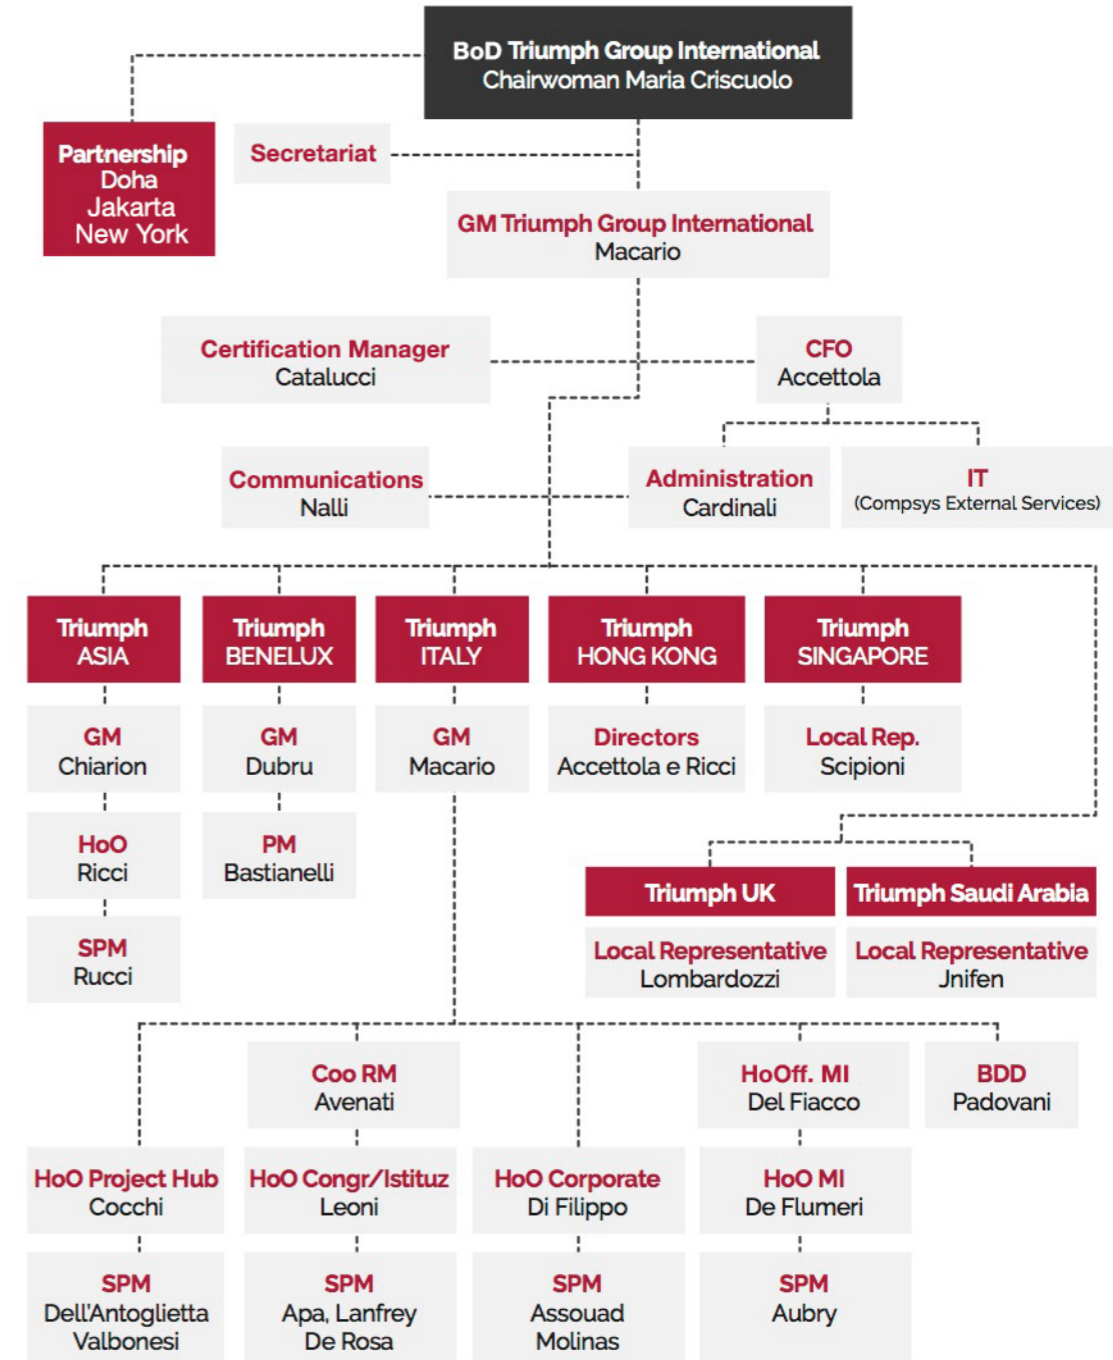 BoD Triumph Group International
Chairwoman Maria Criscuolo
Partnership
Doha
Jakarta
New York
Secretariat
GM Triumph Group International
Macario
Certification Manager
Catalucci
CFO
Accettola
Communications
Nalli
Administration
Cardinali
IT
(Compsys External Services)
Triumph
ASIA
Triumph
BENELUX
Triumph
ITALY
Triumph
HONG KONG
Triumph
SINGAPORE
GM
Chiarion
GM
Dubru
GM
Macario
Directors
Accettola e Ricci
Local Rep.
Scipioni
HoO
Ricci
PM
Bastianelli
SPM
Rucci
Triumph UK
Triumph Saudi Arabia
Local Representative
Lombardozzi
Local Representative
Jnifen
Coo RM
Avenati
HoOff. MI
Del Fiacco
BDD
Padovani
HoO Project Hub
Cocchi
HoO Congr/Istituz
Leoni
HoO Corporate
Di Filippo
HoO MI
De Flumeri
SPM
Dell'Antoglietta
Valbonesi
SPM
Apa, Lanfrey
De Rosa
SPM
Assouad
Molinas
SPM
Aubry